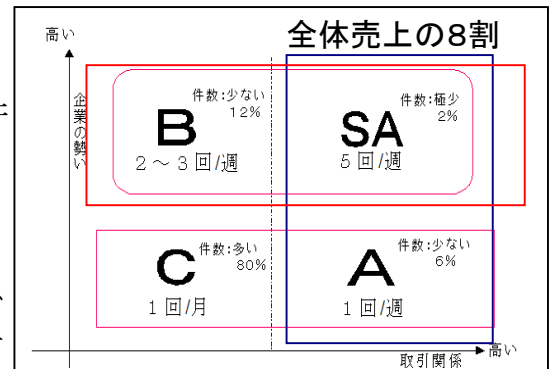 全体売上の8割
高い
企業の勢い
件数:少ない
12%
B
2～3回/週
件数:極少
2%
SA
5回/週
件数:多い
80%
C
1回/月
件数:少ない
6%
A
1回/週
高い
取引関係